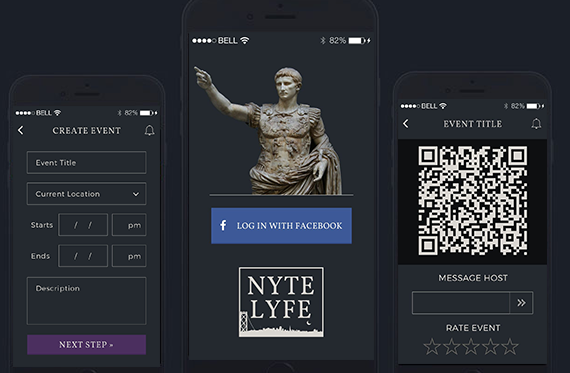 BELL 82%
CREATE EVENT
Event Title
Current Location
Starts / / pm
Ends / / pm
Description
NEXT STEP »
BELL 82%
LOG IN WITH FACEBOOK
NYTE
LYFE
BELL 82%
EVENT TITLE
MESSAGE HOST
»
RATE EVENT